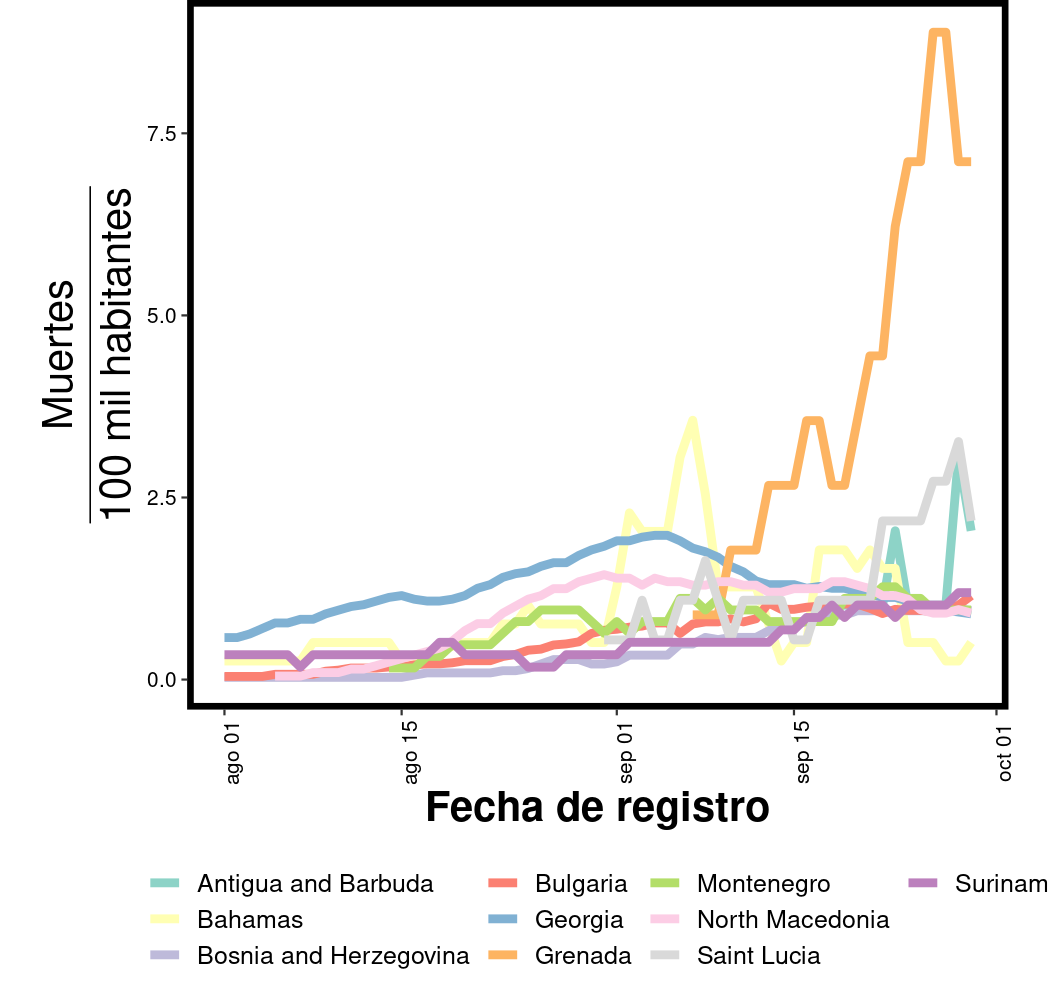 7.5
5.0
2.5
0.0
Muertes
100 mil habitantes
ago 01
ago 15
sep 01
sep 15
oct 01
Fecha de registro
Antigua and Barbuda
Bahamas
Bosnia and Herzegovina
Bulgaria
Georgia
Grenada
Montenegro
North Macedonia
Saint Lucia
Surinam